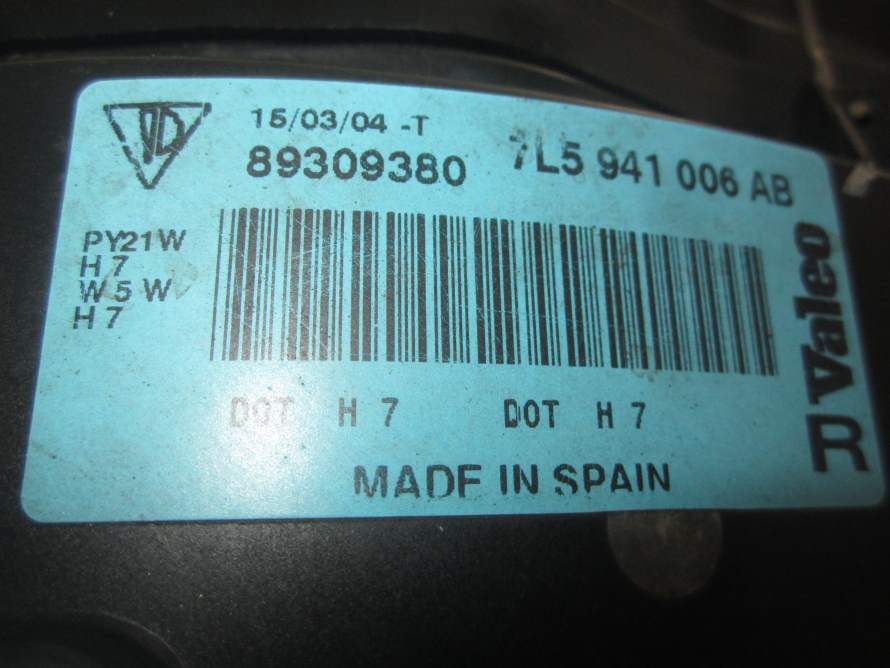 15/03/04 -T
89309380 7L5 941 006 AB
PY21W
H 7
W 5 W
H 7
Valeo
R
DOT H 7 DOT H 7
MADE IN SPAIN